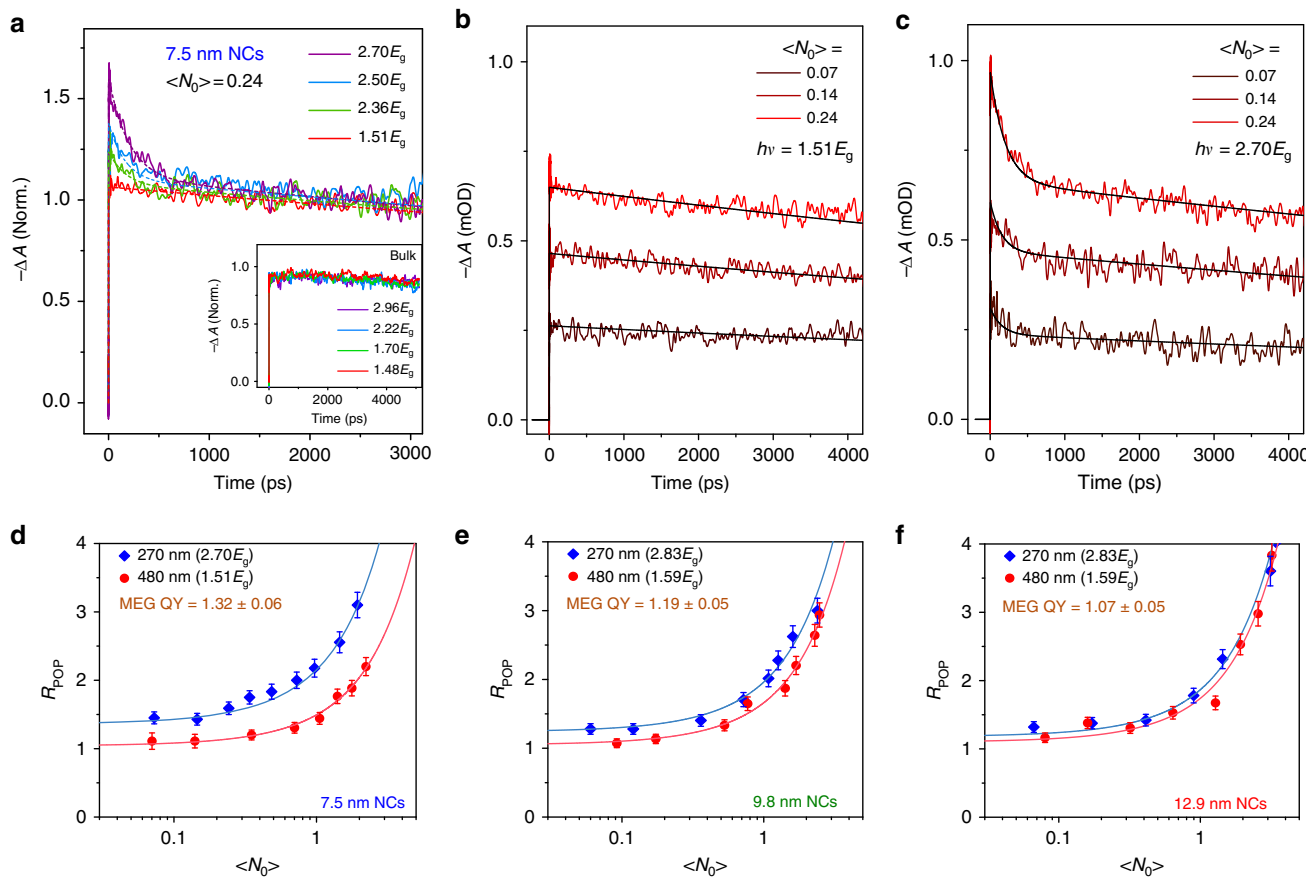 a
7.5 nm NCs
<N0> = 0.24
2.70Eg
2.50Eg
2.36Eg
1.51Eg
−ΔA (Norm.)
1.5
1.0
0.5
0.0
0
1000
2000
3000
Time (ps)
Bulk
−ΔA (Norm.)
1.0
0.5
0.0
2.96Eg
2.22Eg
1.70Eg
1.48Eg
0
2000
4000
Time (ps)
b
<N0> =
0.07
0.14
0.24
hν = 1.51Eg
−ΔA (mOD)
1.0
0.5
0.0
0
1000
2000
3000
4000
Time (ps)
c
<N0> =
0.07
0.14
0.24
hν = 2.70Eg
−ΔA (mOD)
1.0
0.5
0.0
0
1000
2000
3000
4000
Time (ps)
d
270 nm (2.70Eg)
480 nm (1.51Eg)
MEG QY = 1.32 ± 0.06
RPOP
4
3
2
1
0
7.5 nm NCs
0.1
1
<N0>
e
270 nm (2.83Eg)
480 nm (1.59Eg)
MEG QY = 1.19 ± 0.05
RPOP
4
3
2
1
0
9.8 nm NCs
0.1
1
<N0>
f
270 nm (2.83Eg)
480 nm (1.59Eg)
MEG QY = 1.07 ± 0.05
RPOP
4
3
2
1
0
12.9 nm NCs
0.1
1
<N0>